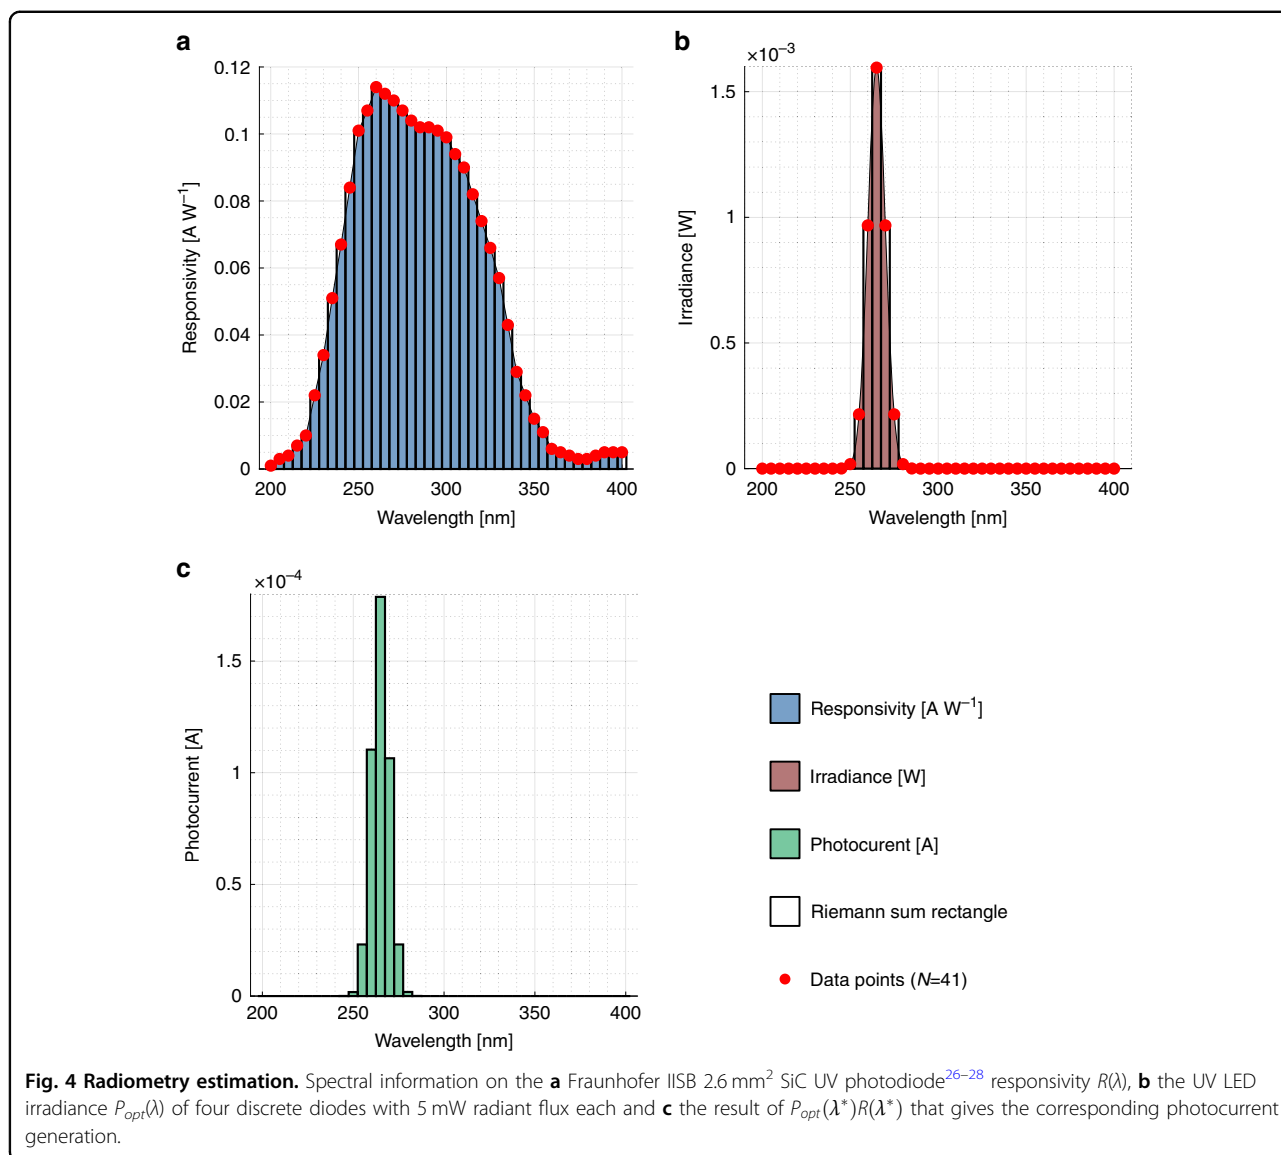 a
0.12
0.1
0.08
0.06
0.04
0.02
0
Responsivity [A W⁻¹]
200 250 300 350 400
Wavelength [nm]
b
×10⁻³
1.5
1
0.5
0
Irradiance [W]
200 250 300 350 400
Wavelength [nm]
c
×10⁻⁴
1.5
1
0.5
0
Photocurrent [A]
200 250 300 350 400
Wavelength [nm]
Responsivity [A W⁻¹]
Irradiance [W]
Photocurent [A]
Riemann sum rectangle
Data points (N=41)
Fig. 4 Radiometry estimation. Spectral information on the a Fraunhofer IISB 2.6 mm² SiC UV photodiode²⁶⁻²⁸ responsivity R(λ), b the UV LED
irradiance Pₒₚₜ(λ) of four discrete diodes with 5 mW radiant flux each and c the result of Pₒₚₜ(λ*)R(λ*) that gives the corresponding photocurrent
generation.